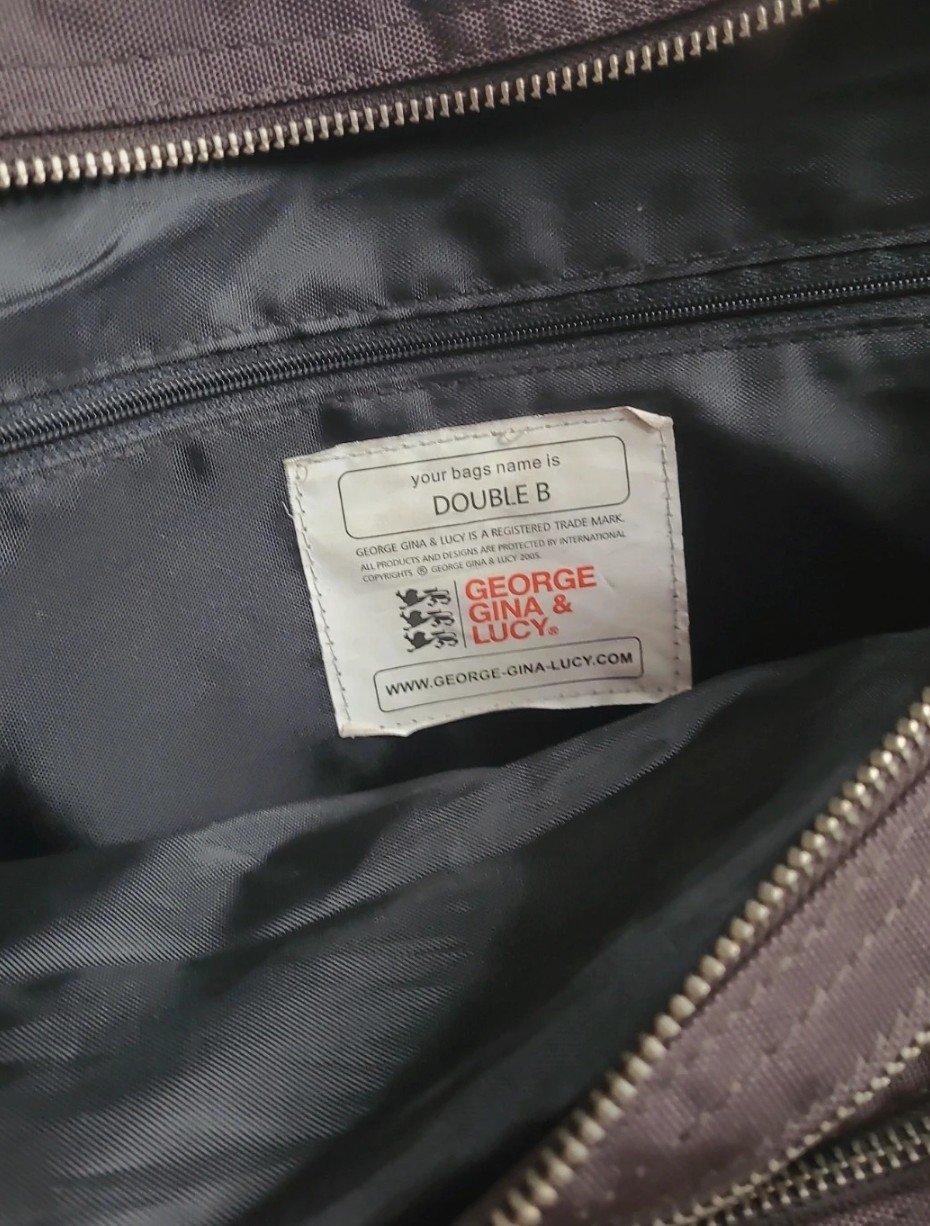 your bags name is
DOUBLE B
GEORGE GINA & LUCY IS A REGISTERED TRADE MARK.
ALL PRODUCTS AND DESIGNS ARE PROTECTED BY INTERNATIONAL
COPYRIGHTS ® GEORGE GINA & LUCY 2005.
GEORGE
GINA &
LUCY®
WWW.GEORGE-GINA-LUCY.COM